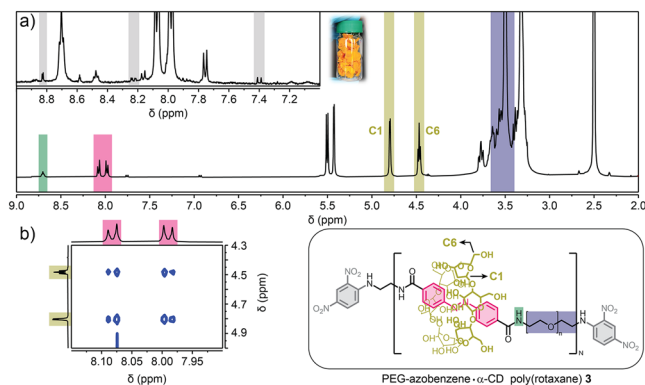 a)
8.8 8.6 8.4 8.2 8.0 7.8 7.6 7.4 7.2
δ (ppm)
C1 C6
9.0 8.5 8.0 7.5 7.0 6.5 6.0 5.5 5.0 4.5 4.0 3.5 3.0 2.5 2.0
δ (ppm)
b)
4.3
4.5
4.7
4.9
δ (ppm)
8.10 8.05 8.00 7.95
δ (ppm)
C6
C1
OH
HO
O
NO₂
O₂N
H
N
N
H
O
N
O
H
N
O
n
N
H
NO₂
NO₂
N
PEG-azobenzene·α-CD poly(rotaxane) 3